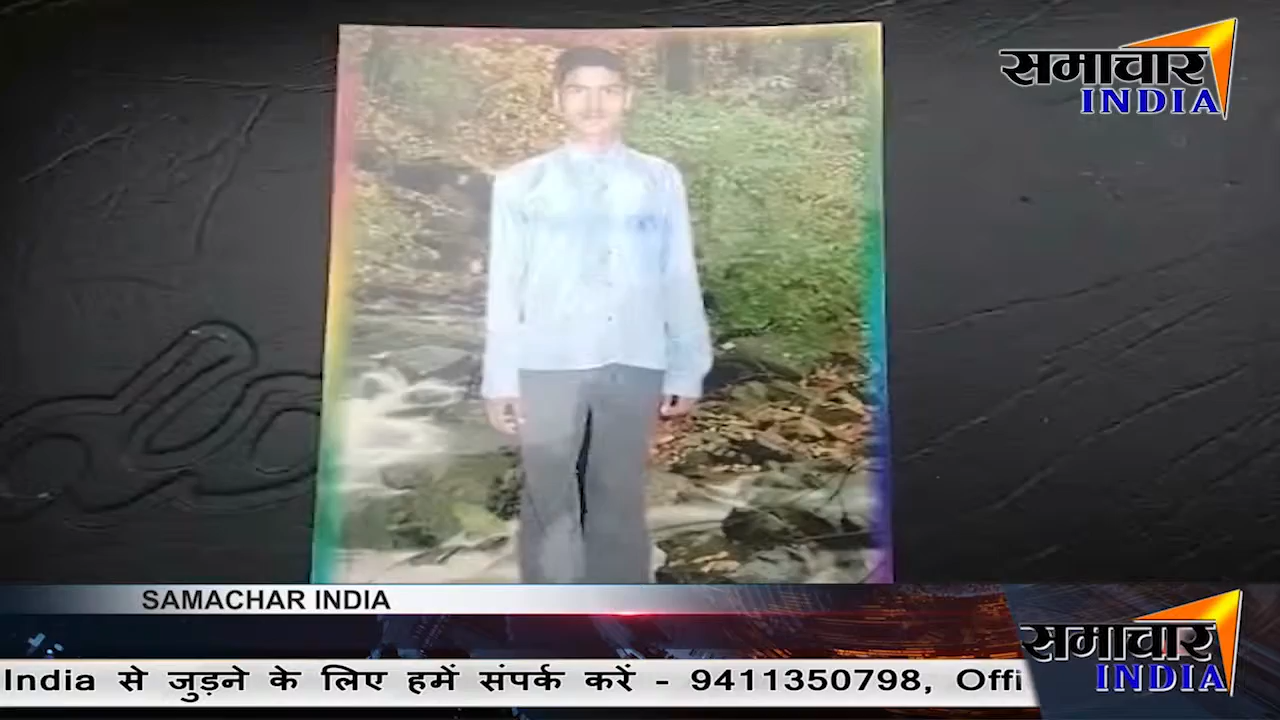 समाचार
INDIA
SAMACHAR INDIA
समाचार
INDIA
India से जुड़ने के लिए हमें संपर्क करें - 9411350798, Offi